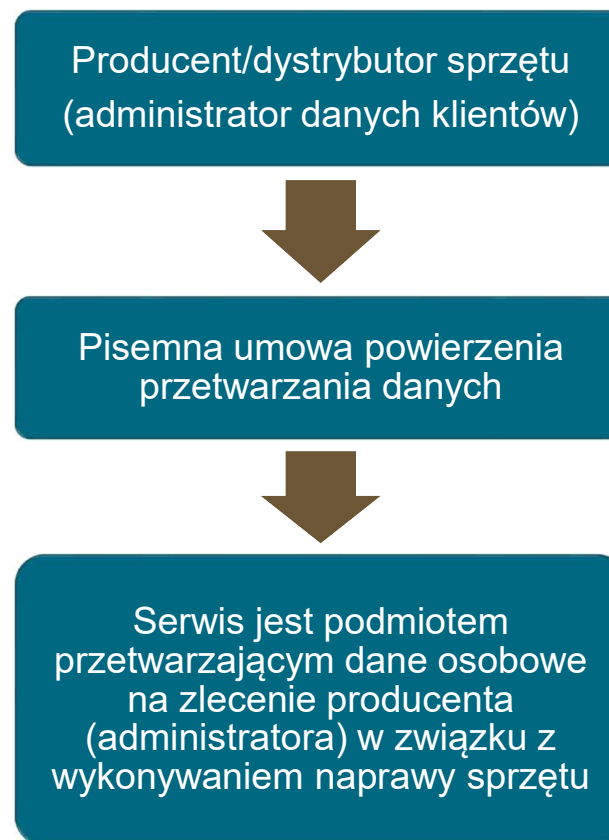 Producent/dystrybutor sprzętu
(administrator danych klientów)
Pisemna umowa powierzenia
przetwarzania danych
Serwis jest podmiotem
przetwarzającym dane osobowe
na zlecenie producenta
(administratora) w związku z
wykonywaniem naprawy sprzętu